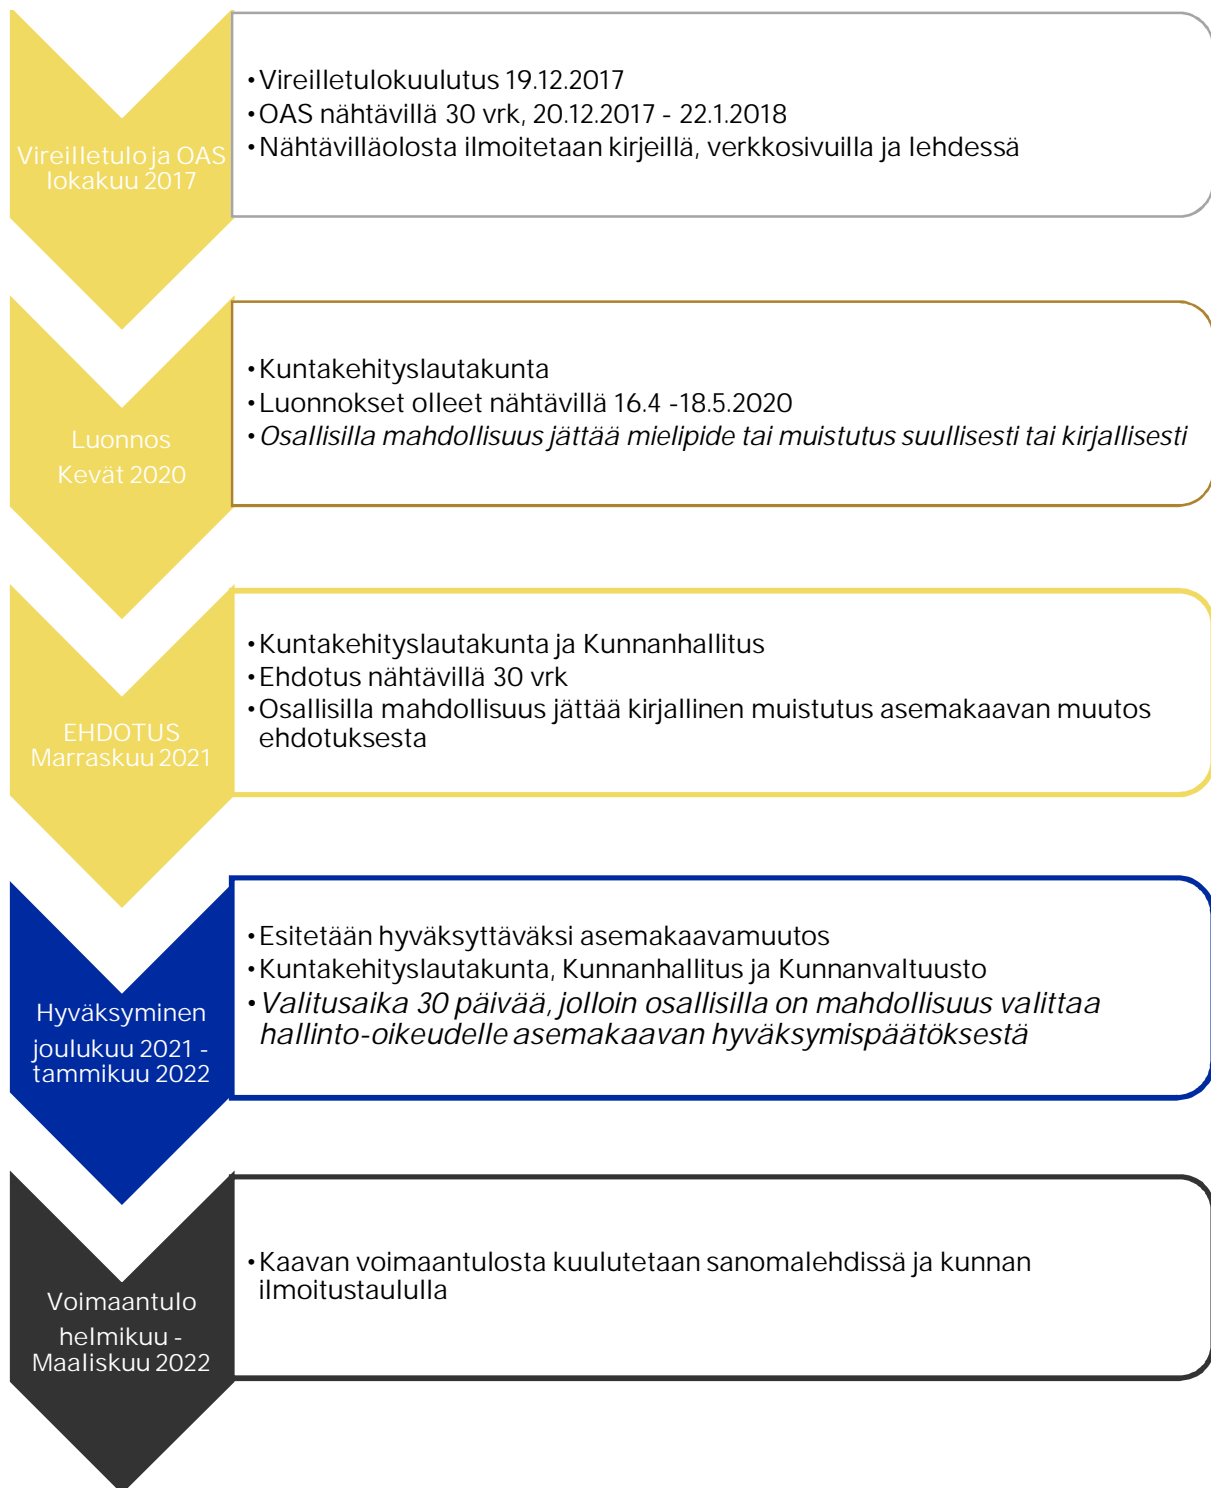 Vireilletulo ja OAS
lokakuu 2017
•Vireilletulokuulutus 19.12.2017
•OAS nähtävillä 30 vrk, 20.12.2017 - 22.1.2018
•Nähtävilläolosta ilmoitetaan kirjeillä, verkkosivuilla ja lehdessä
Luonnos
Kevät 2020
•Kuntakehityslautakunta
•Luonnokset olleet nähtävillä 16.4 -18.5.2020
•Osallisilla mahdollisuus jättää mielipide tai muistutus suullisesti tai kirjallisesti
EHDOTUS
Marraskuu 2021
•Kuntakehityslautakunta ja Kunnanhallitus
•Ehdotus nähtävillä 30 vrk
•Osallisilla mahdollisuus jättää kirjallinen muistutus asemakaavan muutos
ehdotuksesta
Hyväksyminen
joulukuu 2021 -
tammikuu 2022
•Esitetään hyväksyttäväksi asemakaavamuutos
•Kuntakehityslautakunta, Kunnanhallitus ja Kunnanvaltuusto
•Valitusaika 30 päivää, jolloin osallisilla on mahdollisuus valittaa
hallinto-oikeudelle asemakaavan hyväksymispäätöksestä
Voimaantulo
helmikuu -
Maaliskuu 2022
•Kaavan voimaantulosta kuulutetaan sanomalehdissä ja kunnan
ilmoitustaululla